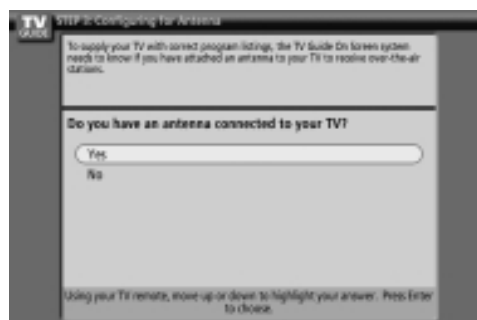 TV
GUIDE
STEP 3: Configuring for Antenna
To supply your TV with correct program listings, the TV Guide On Screen system
needs to know if you have attached an antenna to your TV to receive over-the-air
stations.
Do you have an antenna connected to your TV?
Yes
No
Using your TV remote, move up or down to highlight your answer. Press Enter
to choose.